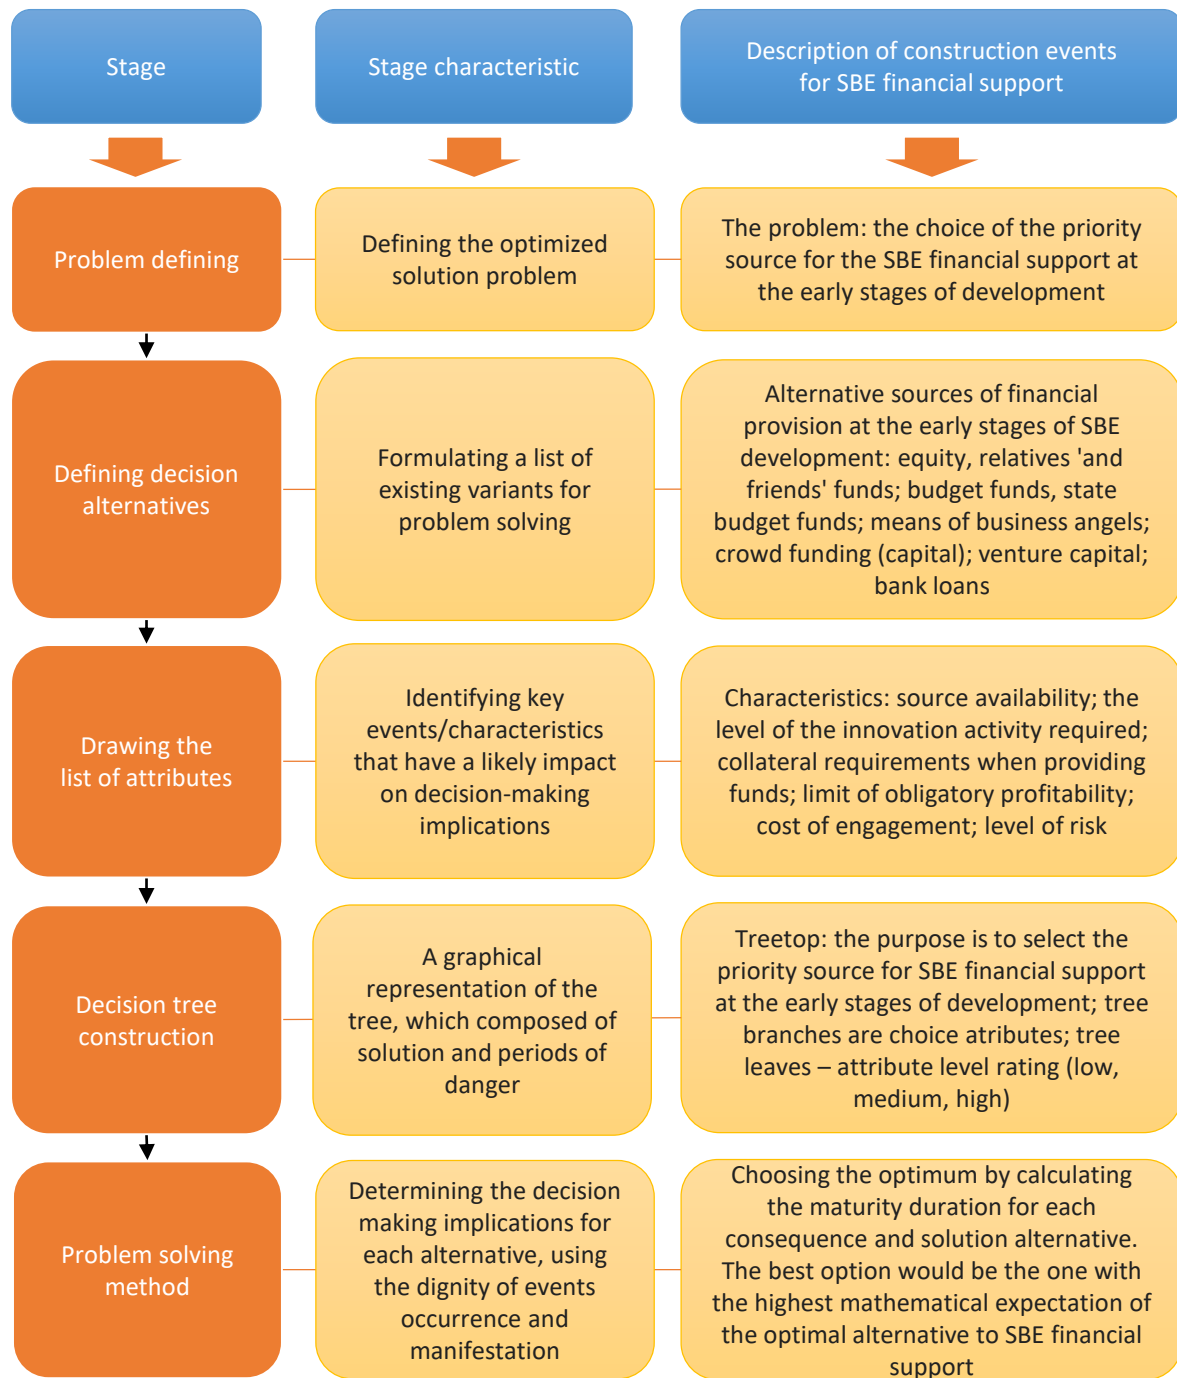 Stage
Stage characteristic
Description of construction events
for SBE financial support
Problem defining
Defining the optimized
solution problem
The problem: the choice of the priority
source for the SBE financial support at
the early stages of development
Defining decision
alternatives
Formulating a list of
existing variants for
problem solving
Alternative sources of financial
provision at the early stages of SBE
development: equity, relatives 'and
friends' funds; budget funds, state
budget funds; means of business angels;
crowd funding (capital); venture capital;
bank loans
Drawing the
list of attributes
Identifying key
events/characteristics
that have a likely impact
on decision-making
implications
Characteristics: source availability; the
level of the innovation activity required;
collateral requirements when providing
funds; limit of obligatory profitability;
cost of engagement; level of risk
Decision tree
construction
A graphical
representation of the
tree, which composed of
solution and periods of
danger
Treetop: the purpose is to select the
priority source for SBE financial support
at the early stages of development; tree
branches are choice atributes; tree
leaves – attribute level rating (low,
medium, high)
Problem solving
method
Determining the decision
making implications for
each alternative, using
the dignity of events
occurrence and
manifestation
Choosing the optimum by calculating
the maturity duration for each
consequence and solution alternative.
The best option would be the one with
the highest mathematical expectation of
the optimal alternative to SBE financial
support